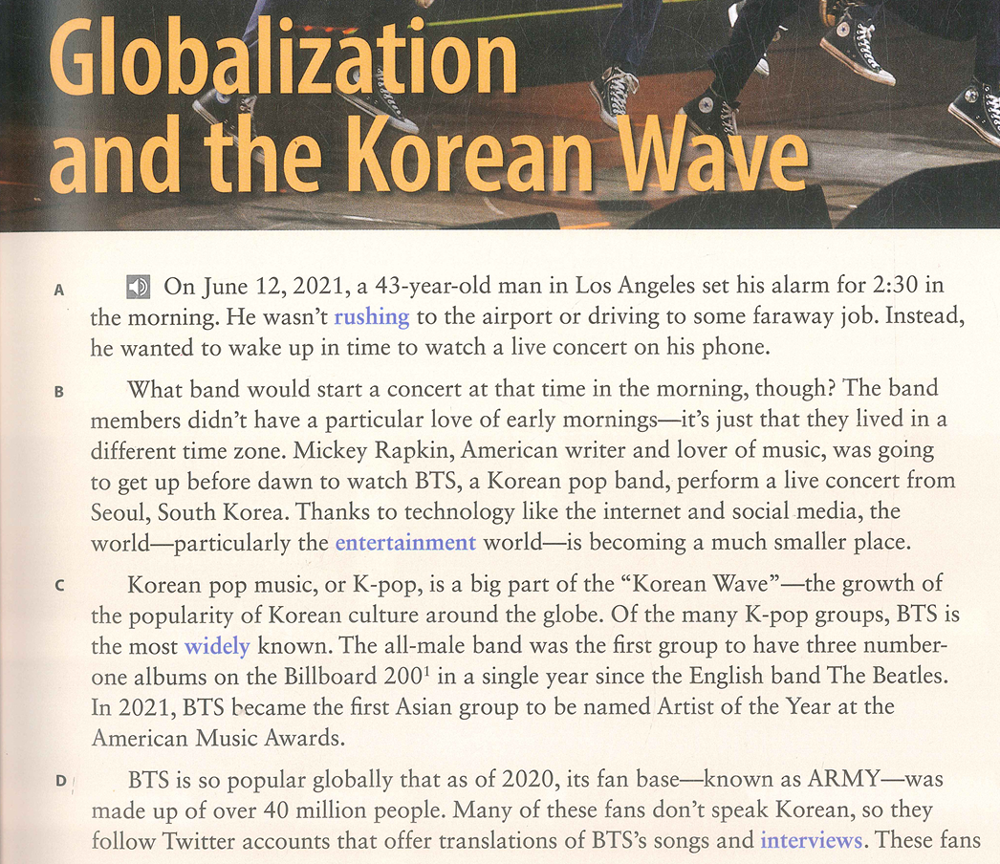 Globalization
and the Korean Wave
A On June 12, 2021, a 43-year-old man in Los Angeles set his alarm for 2:30 in
the morning. He wasn't rushing to the airport or driving to some faraway job. Instead,
he wanted to wake up in time to watch a live concert on his phone.
B What band would start a concert at that time in the morning, though? The band
members didn't have a particular love of early mornings—it's just that they lived in a
different time zone. Mickey Rapkin, American writer and lover of music, was going
to get up before dawn to watch BTS, a Korean pop band, perform a live concert from
Seoul, South Korea. Thanks to technology like the internet and social media, the
world—particularly the entertainment world—is becoming a much smaller place.
C Korean pop music, or K-pop, is a big part of the “Korean Wave”—the growth of
the popularity of Korean culture around the globe. Of the many K-pop groups, BTS is
the most widely known. The all-male band was the first group to have three number-
one albums on the Billboard 200¹ in a single year since the English band The Beatles.
In 2021, BTS became the first Asian group to be named Artist of the Year at the
American Music Awards.
D BTS is so popular globally that as of 2020, its fan base—known as ARMY—was
made up of over 40 million people. Many of these fans don't speak Korean, so they
follow Twitter accounts that offer translations of BTS's songs and interviews. These fans